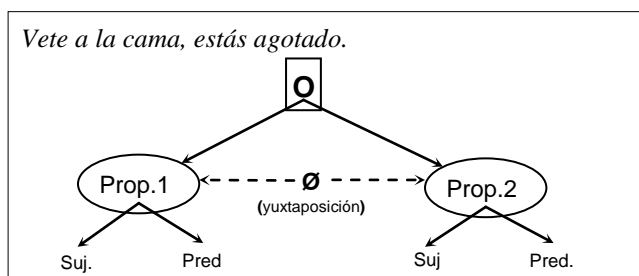 Vete a la cama, estás agotado.
O
Prop.1 Ø Prop.2
(yuxtaposición)
Suj. Pred Suj Pred.